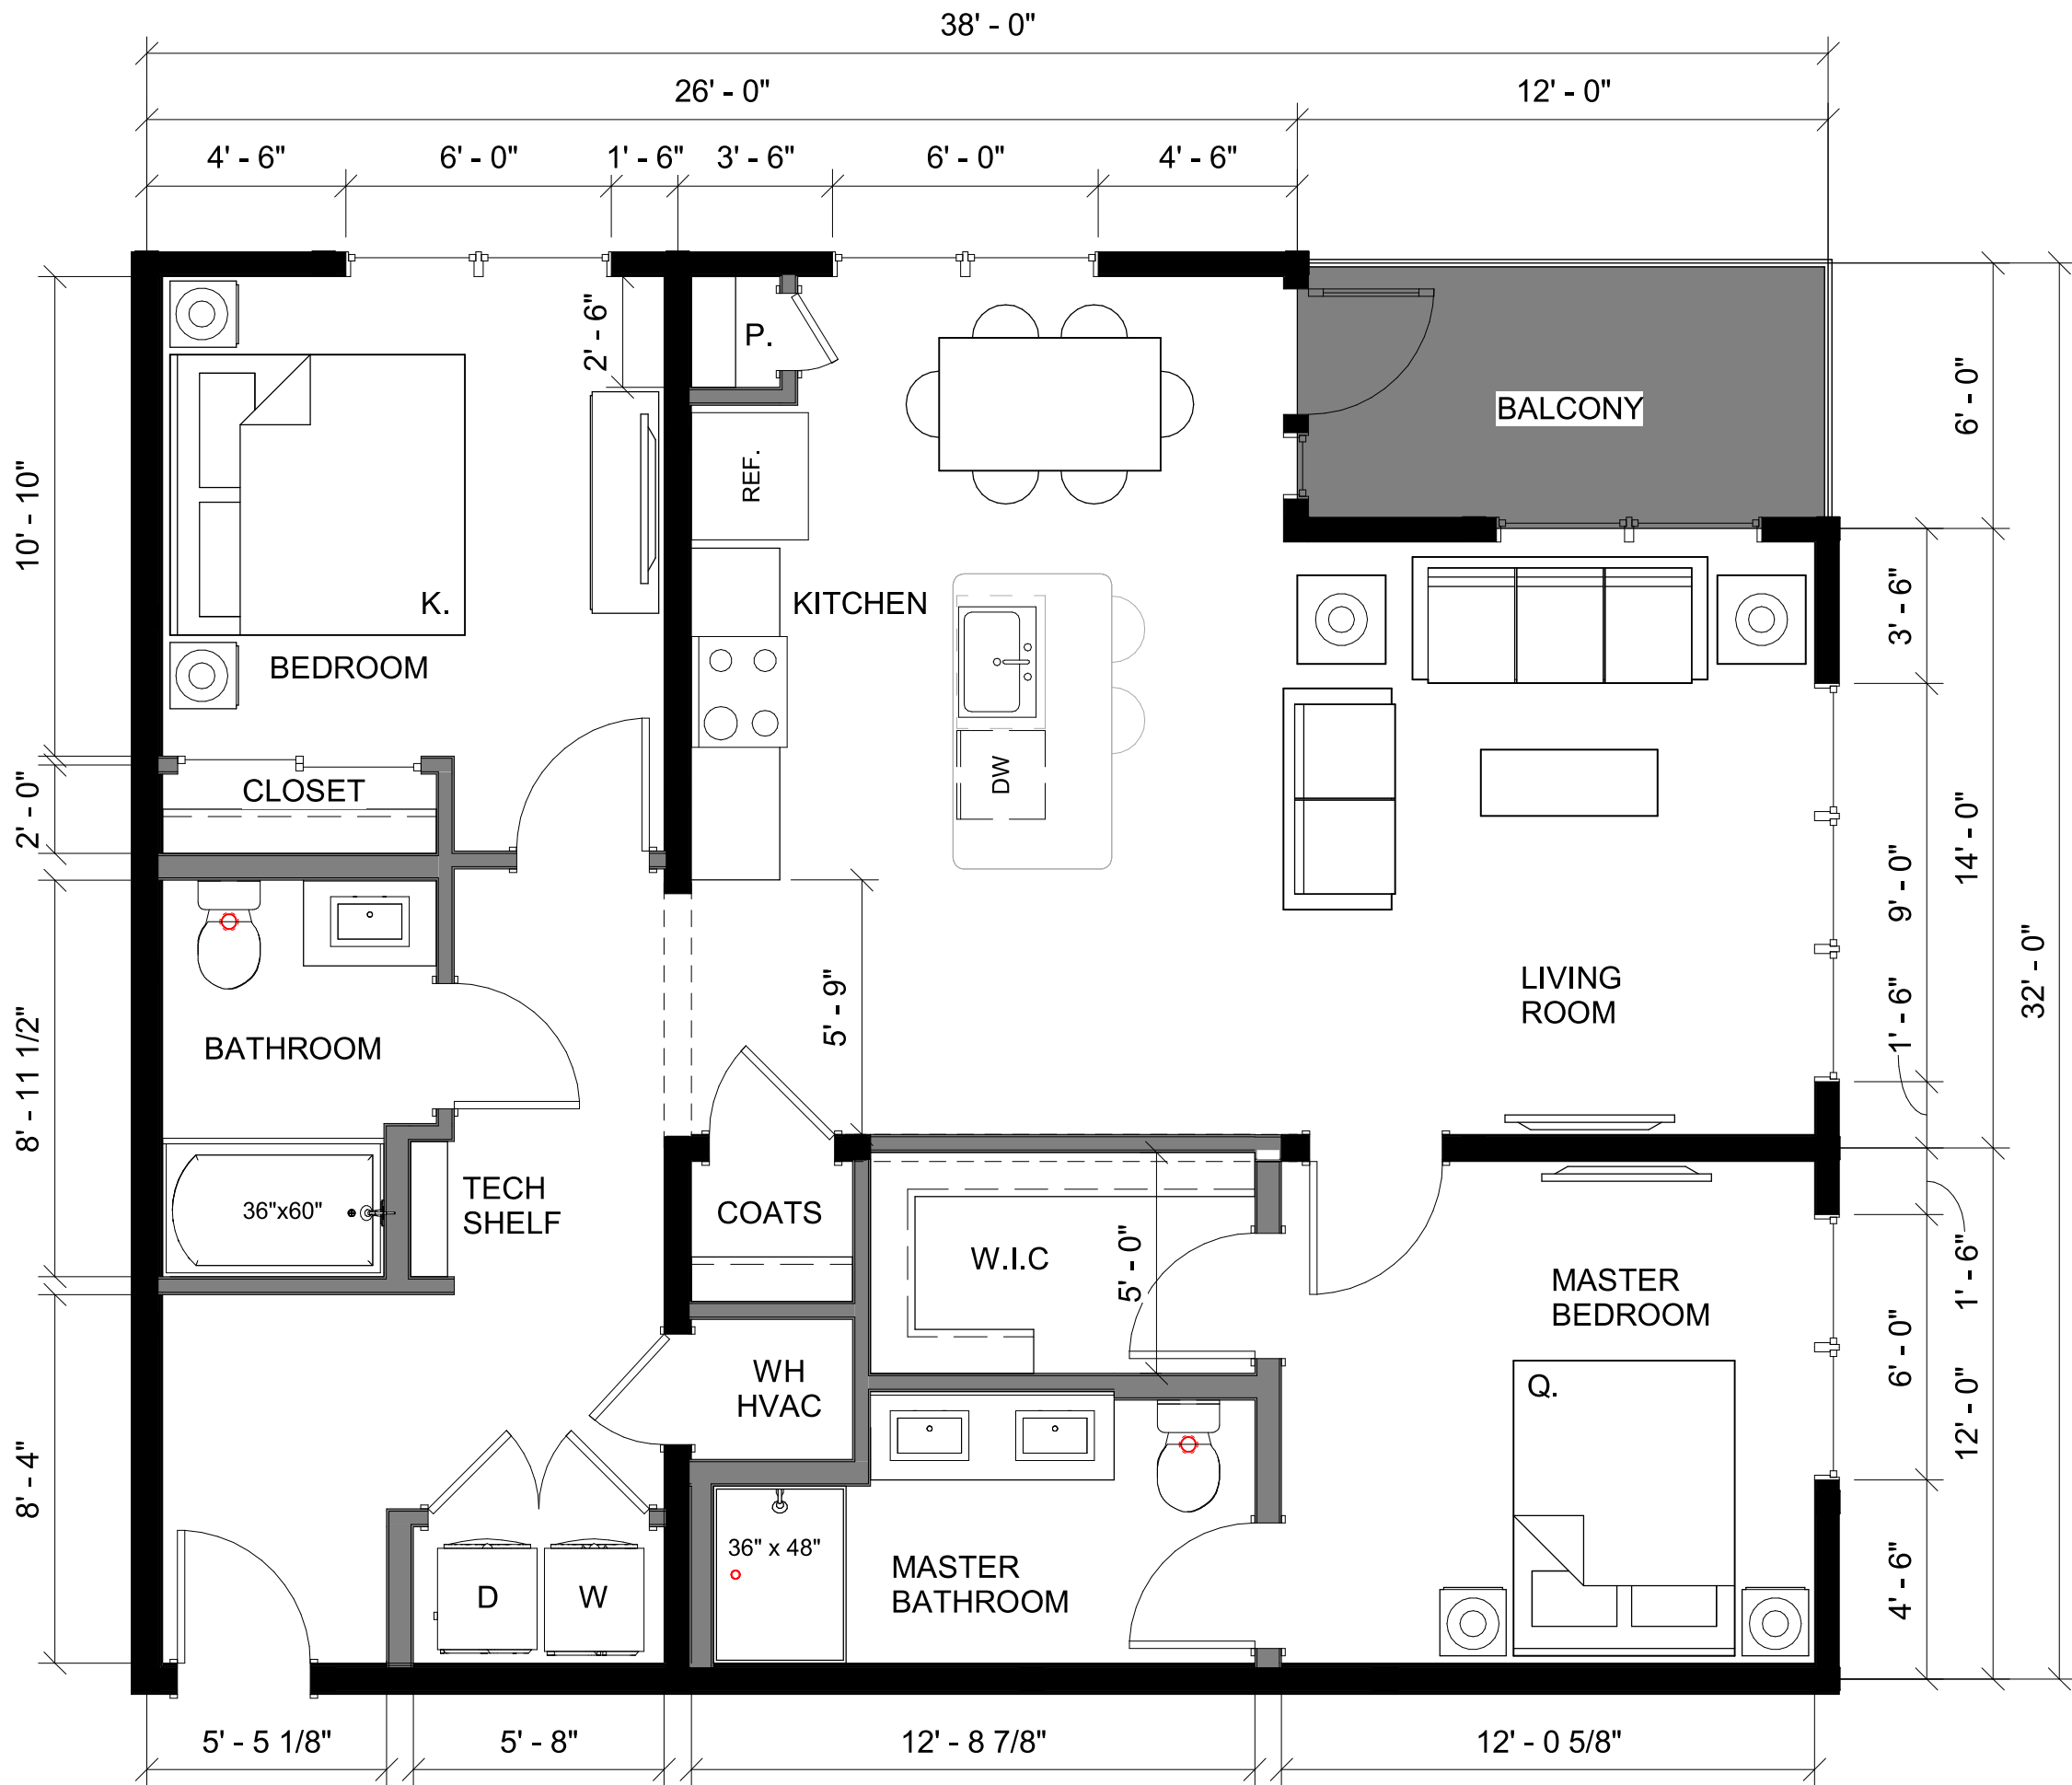 38' - 0"
26' - 0"
12' - 0"
4' - 6"
6' - 0"
1' - 6"
3' - 6"
6' - 0"
4' - 6"
2' - 6"
P.
BALCONY
6' - 0"
REF.
10' - 10"
K.
KITCHEN
3' - 6"
BEDROOM
DW
CLOSET
2' - 0"
14' - 0"
9' - 0"
32' - 0"
5' - 9"
LIVING
ROOM
1' - 6"
BATHROOM
8' - 11 1/2"
36"x60"
TECH
SHELF
COATS
W.I.C
5' - 0"
MASTER
BEDROOM
1' - 6"
6' - 0"
WH
HVAC
Q.
12' - 0"
8' - 4"
36" x 48"
MASTER
BATHROOM
D
W
4' - 6"
5' - 5 1/8"
5' - 8"
12' - 8 7/8"
12' - 0 5/8"